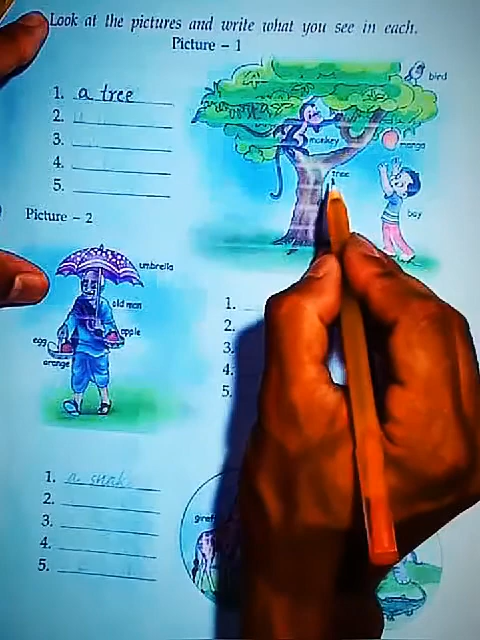 Look at the pictures and write what you see in each.
Picture – 1
1. a tree
2.
3.
4.
5.
bird
monkey
mango
tree
boy
Picture – 2
umbrella
old man
apple
egg
orange
1.
2.
3.
4.
5.
1. a snak
2.
3.
4.
5.